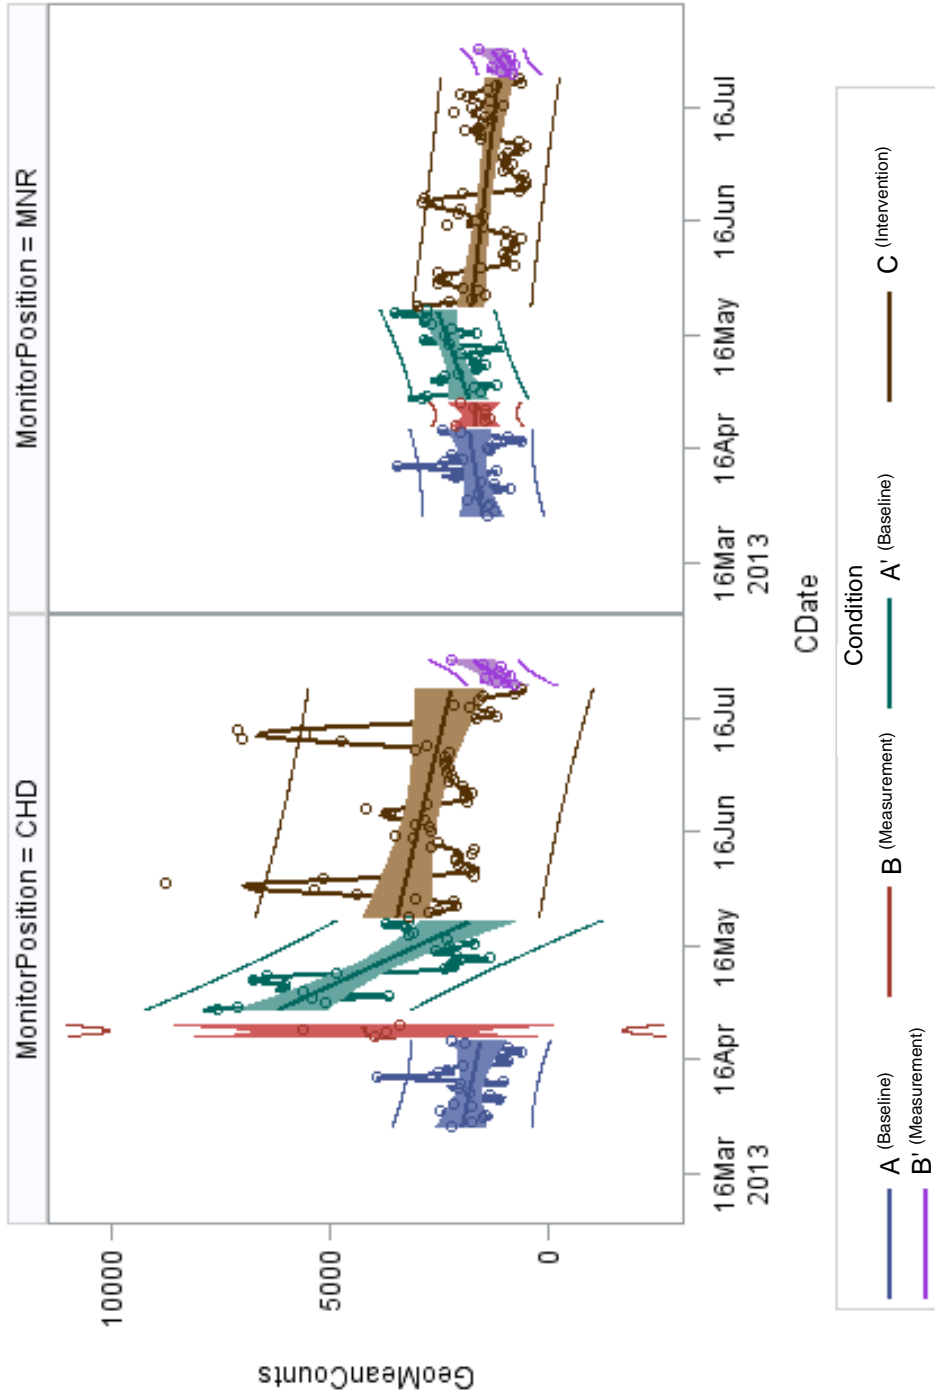 MonitorPosition = CHD
MonitorPosition = MNR
GeoMeanCounts
10000
5000
0
16Mar
2013
16Apr
16May
16Jun
16Jul
16Mar
2013
16Apr
16May
16Jun
16Jul
CDate
Condition
A (Baseline)
B (Measurement)
A' (Baseline)
C (Intervention)
B' (Measurement)